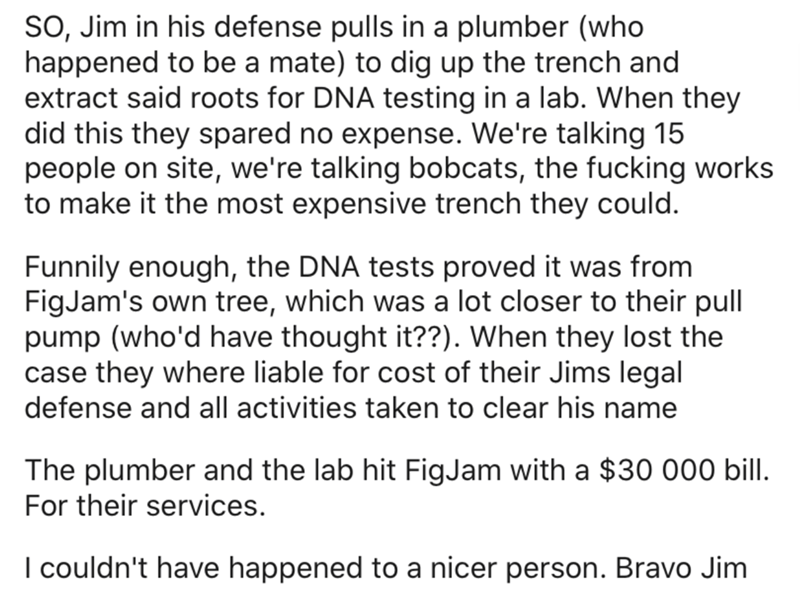 SO, Jim in his defense pulls in a plumber (who
happened to be a mate) to dig up the trench and
extract said roots for DNA testing in a lab. When they
did this they spared no expense. We're talking 15
people on site, we're talking bobcats, the fucking works
to make it the most expensive trench they could.
Funnily enough, the DNA tests proved it was from
FigJam's own tree, which was a lot closer to their pull
pump (who'd have thought it??). When they lost the
case they where liable for cost of their Jims legal
defense and all activities taken to clear his name
The plumber and the lab hit FigJam with a $30 000 bill.
For their services.
I couldn't have happened to a nicer person. Bravo Jim